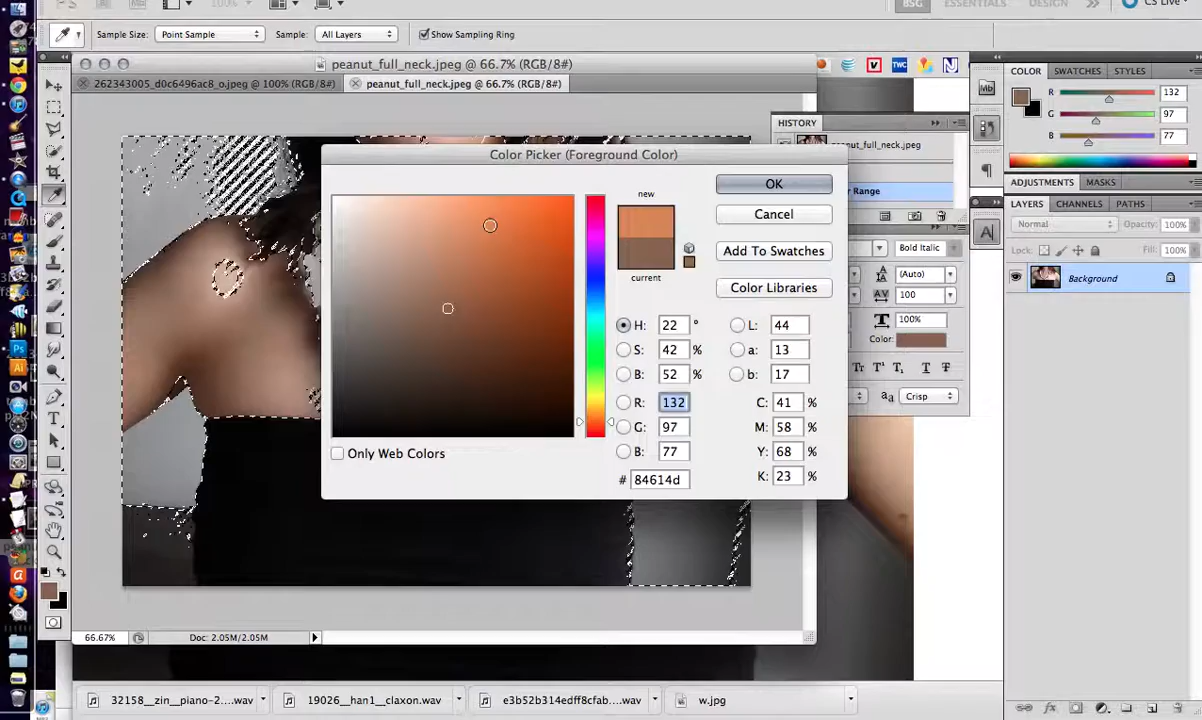 BSG ESSENTIALS DESIGN CS Live
Sample Size: Point Sample Sample: All Layers Show Sampling Ring
peanut_full_neck.jpeg @ 66.7% (RGB/8#)
262343005_d0c6496ac8_o.jpeg @ 100% (RGB/8#) peanut_full_neck.jpeg @ 66.7% (RGB/8#)
COLOR SWATCHES STYLES
R 132
G 97
B 77
HISTORY
peanut_full_neck.jpeg
Range
Color Picker (Foreground Color)
new
current
OK
Cancel
Add To Swatches
Color Libraries
H: 22 ° L: 44
S: 42 % a: 13
B: 52 % b: 17
R: 132 C: 41 %
G: 97 M: 58 %
B: 77 Y: 68 %
# 84614d K: 23 %
Only Web Colors
Bold Italic
(Auto)
100
100%
Color:
Crisp
ADJUSTMENTS MASKS
LAYERS CHANNELS PATHS
Normal Opacity: 100%
Lock: Fill: 100%
Background
66.67% Doc: 2.05M/2.05M
32158__zin__piano-2....wav 19026__han1__claxon.wav e3b52b314edff8cfab....wav w.jpg